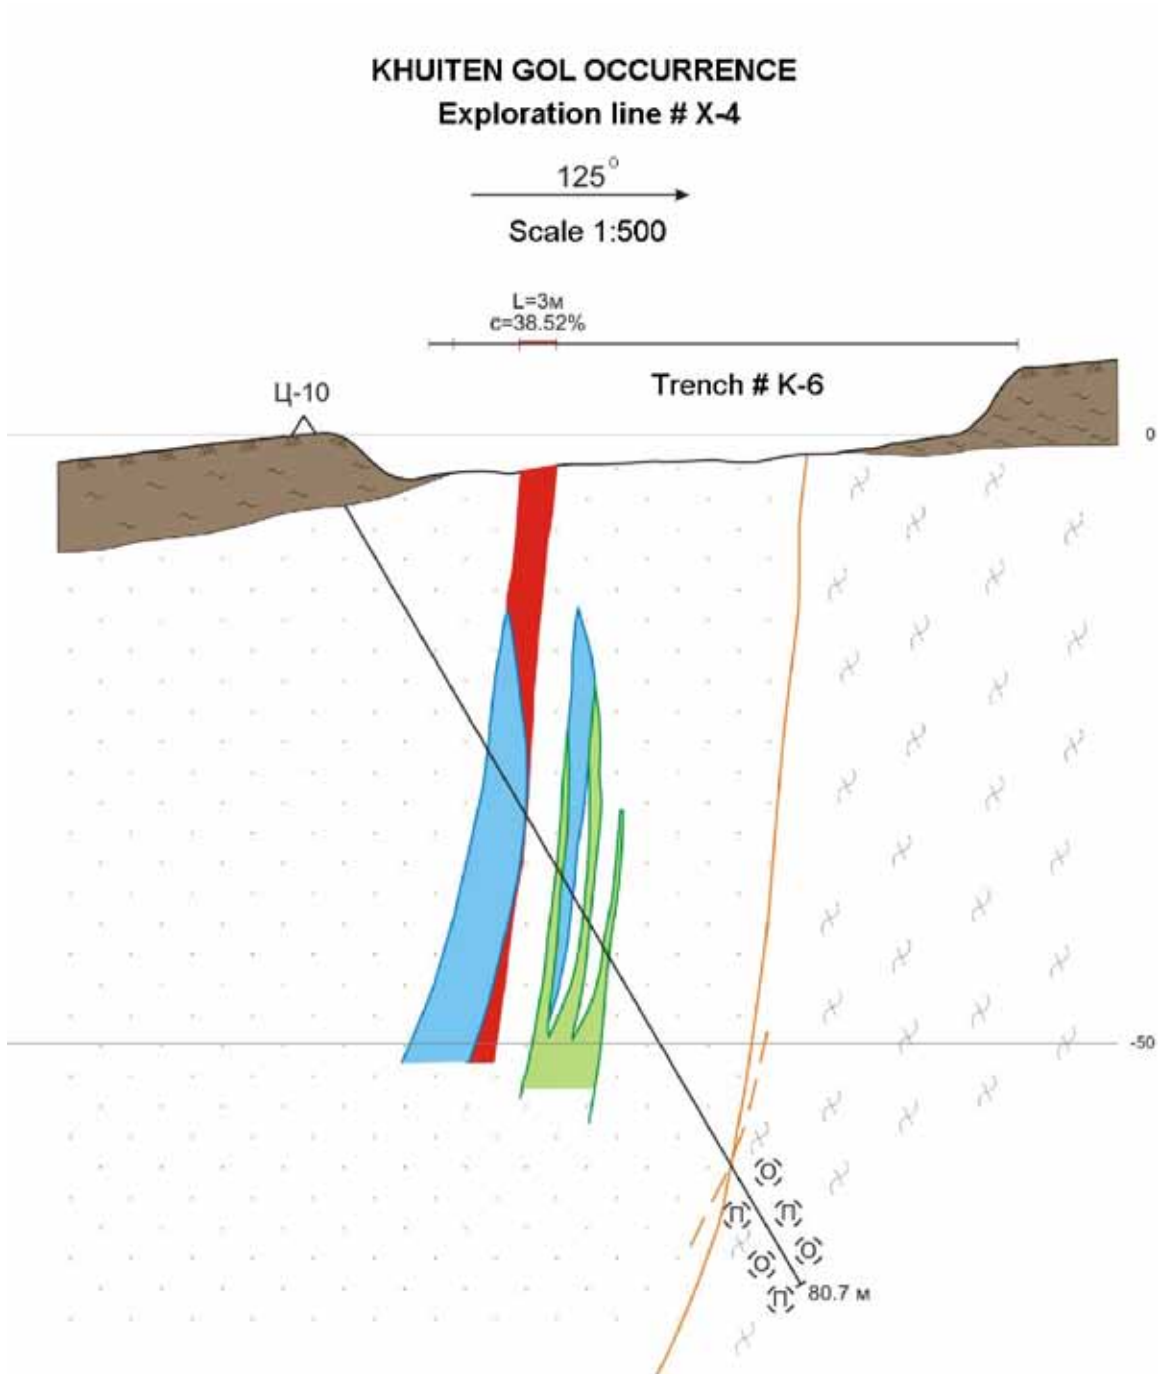 KHUITEN GOL OCCURRENCE
Exploration line # X-4
125°
Scale 1:500
L=3м
c=38.52%
Trench # K-6
Ц-10
0
-50
О
П
П
О
О
П
80.7 м